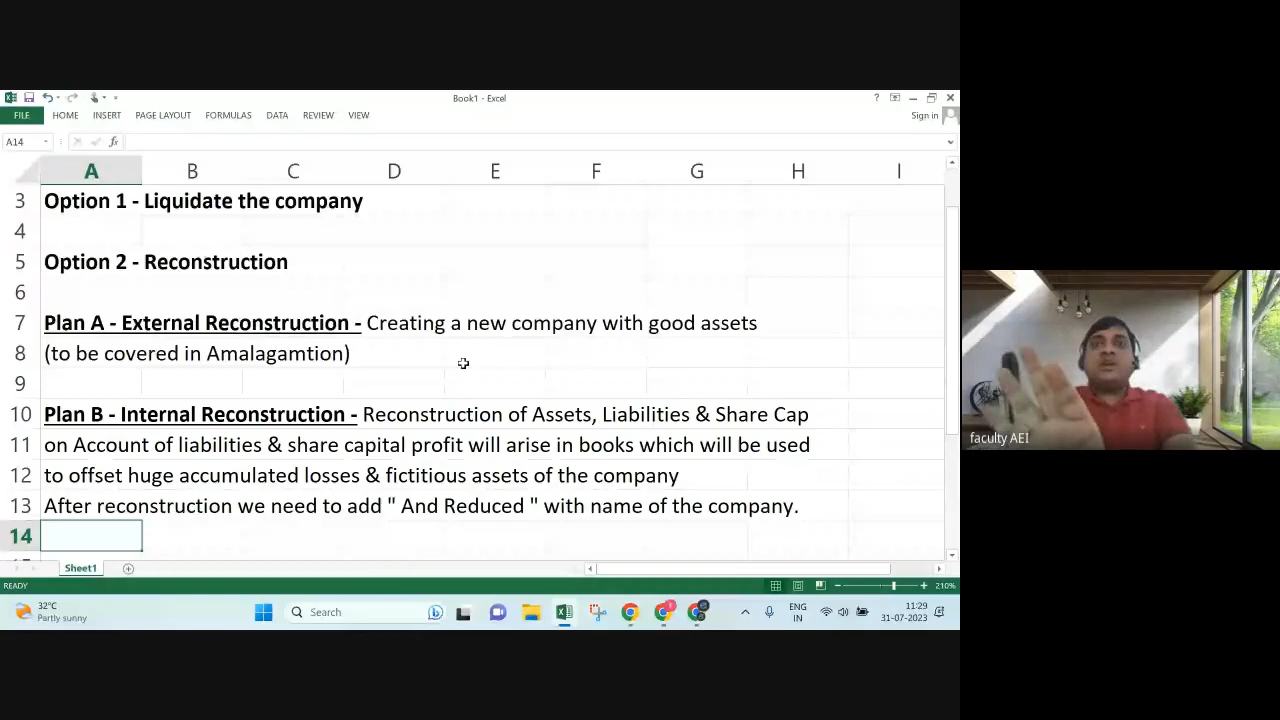 Book1 - Excel
FILE HOME INSERT PAGE LAYOUT FORMULAS DATA REVIEW VIEW
Sign in
A14
A B C D E F G H I
3 Option 1 - Liquidate the company
4
5 Option 2 - Reconstruction
6
7 Plan A - External Reconstruction - Creating a new company with good assets
8 (to be covered in Amalagamtion)
9
10 Plan B - Internal Reconstruction - Reconstruction of Assets, Liabilities & Share Cap
11 on Account of liabilities & share capital profit will arise in books which will be used
12 to offset huge accumulated losses & fictitious assets of the company
13 After reconstruction we need to add " And Reduced " with name of the company.
14
Sheet1
READY
210%
32°C
Partly sunny
Search
ENG
IN
11:29
31-07-2023
faculty AEI